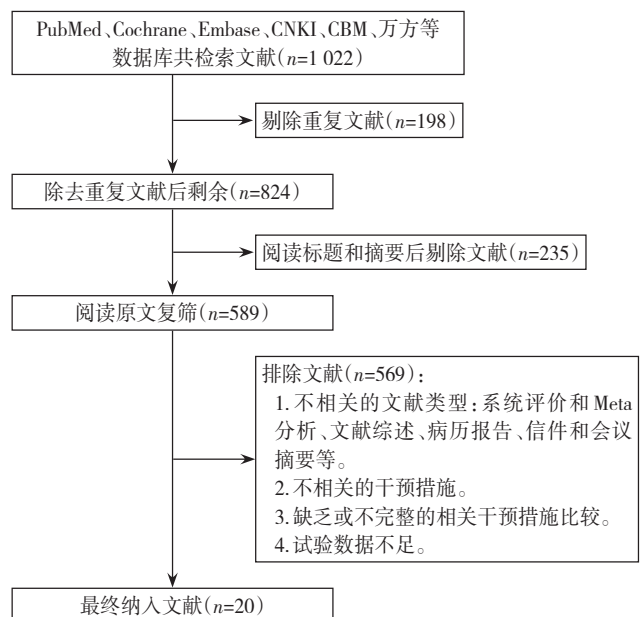 PubMed、Cochrane、Embase、CNKI、CBM、万方等
数据库共检索文献(n=1 022)
剔除重复文献(n=198)
除去重复文献后剩余(n=824)
阅读标题和摘要后剔除文献(n=235)
阅读原文复筛(n=589)
排除文献(n=569)：
1.不相关的文献类型：系统评价和 Meta
分析、文献综述、病历报告、信件和会议
摘要等。
2.不相关的干预措施。
3.缺乏或不完整的相关干预措施比较。
4.试验数据不足。
最终纳入文献(n=20)